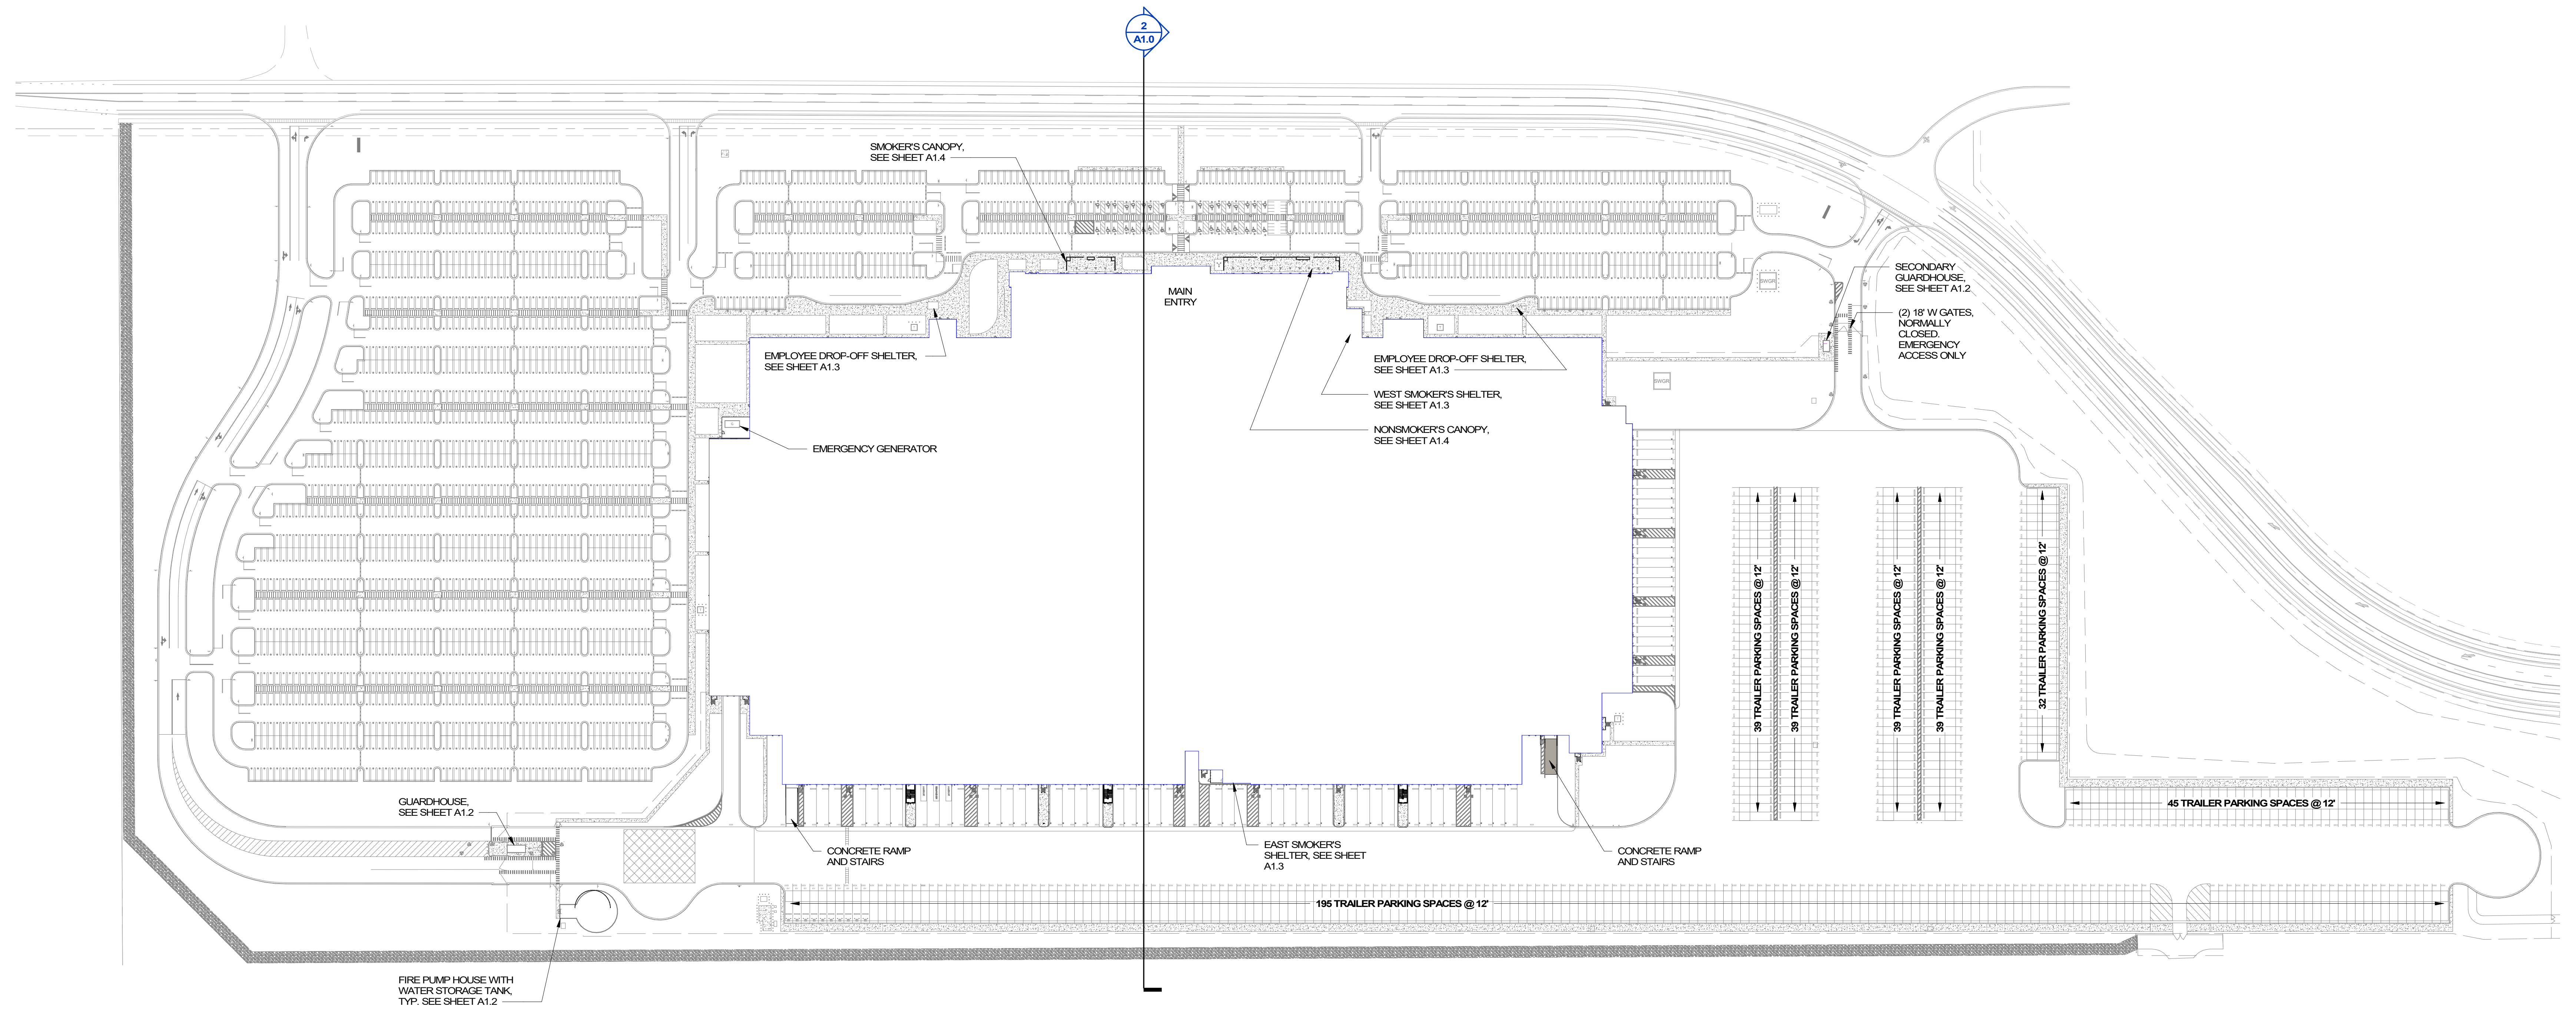 2
A1.0
SMOKER'S CANOPY,
SEE SHEET A1.4
MAIN
ENTRY
SECONDARY
GUARDHOUSE,
SEE SHEET A1.2
(2) 18' W GATES,
NORMALLY
CLOSED.
EMERGENCY
ACCESS ONLY
SWGR
SWGR
EMPLOYEE DROP-OFF SHELTER,
SEE SHEET A1.3
EMPLOYEE DROP-OFF SHELTER,
SEE SHEET A1.3
WEST SMOKER'S SHELTER,
SEE SHEET A1.3
NONSMOKER'S CANOPY,
SEE SHEET A1.4
EMERGENCY GENERATOR
39 TRAILER PARKING SPACES @ 12'
39 TRAILER PARKING SPACES @ 12'
39 TRAILER PARKING SPACES @ 12'
39 TRAILER PARKING SPACES @ 12'
32 TRAILER PARKING SPACES @ 12'
45 TRAILER PARKING SPACES @ 12'
GUARDHOUSE,
SEE SHEET A1.2
CONCRETE RAMP
AND STAIRS
EAST SMOKER'S
SHELTER, SEE SHEET
A1.3
CONCRETE RAMP
AND STAIRS
195 TRAILER PARKING SPACES @ 12'
FIRE PUMP HOUSE WITH
WATER STORAGE TANK,
TYP. SEE SHEET A1.2